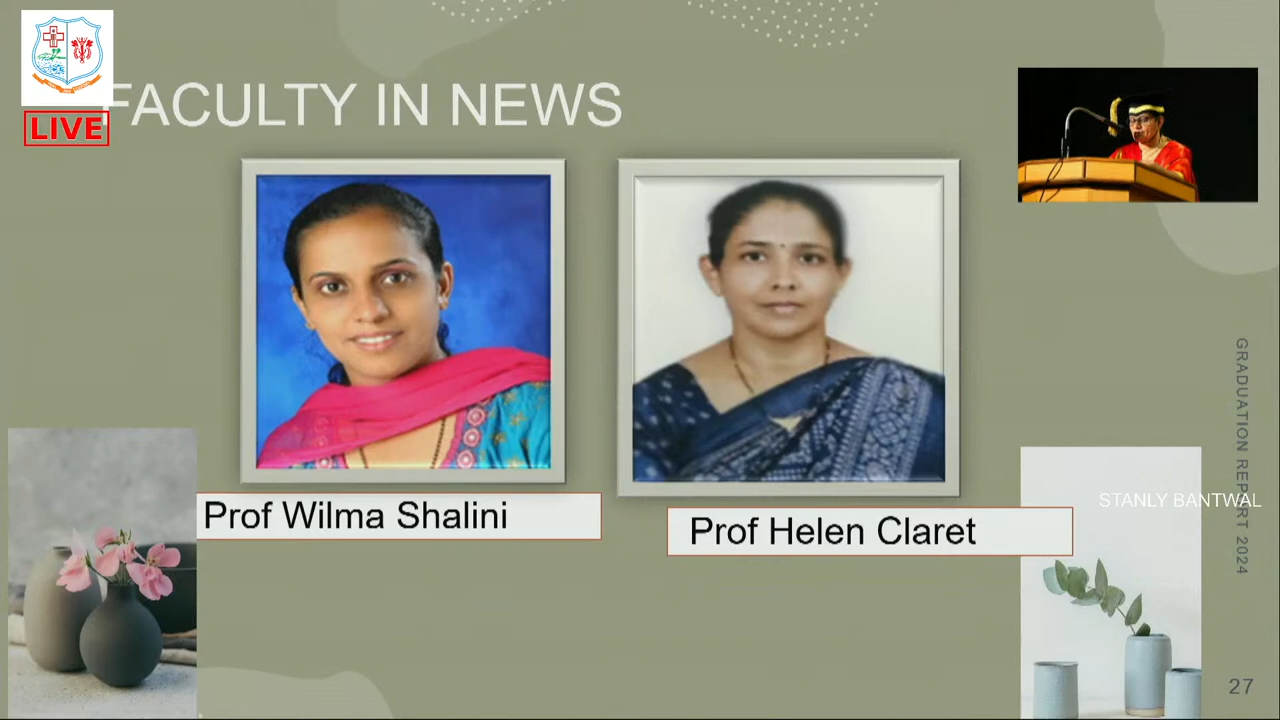 FACULTY IN NEWS
LIVE
Prof Wilma Shalini
Prof Helen Claret
STANLY BANTWAL
GRADUATION REPORT 2024
27